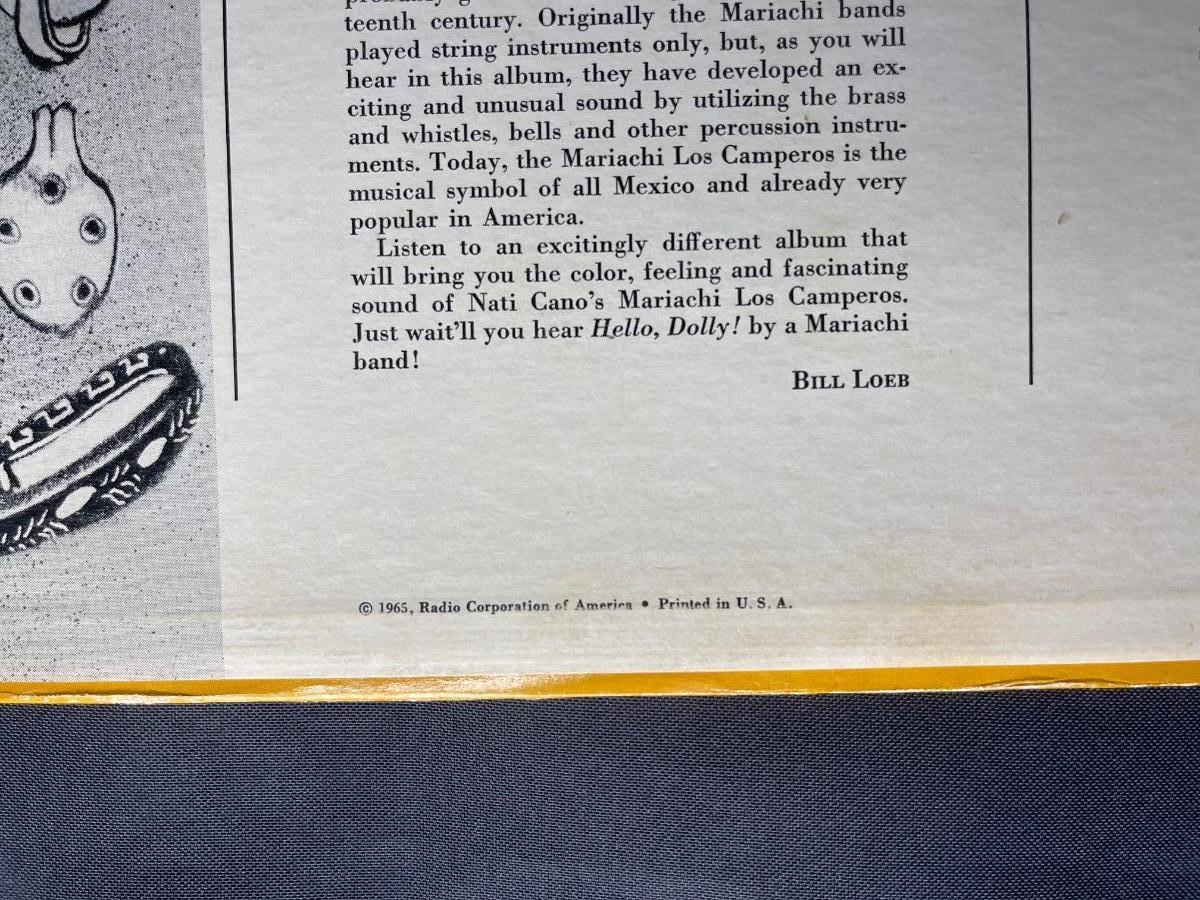 teenth century. Originally the Mariachi bands
played string instruments only, but, as you will
hear in this album, they have developed an ex-
citing and unusual sound by utilizing the brass
and whistles, bells and other percussion instru-
ments. Today, the Mariachi Los Camperos is the
musical symbol of all Mexico and already very
popular in America.
Listen to an excitingly different album that
will bring you the color, feeling and fascinating
sound of Nati Cano's Mariachi Los Camperos.
Just wait'll you hear Hello, Dolly! by a Mariachi
band!
BILL LOEB
© 1965, Radio Corporation of America • Printed in U. S. A.